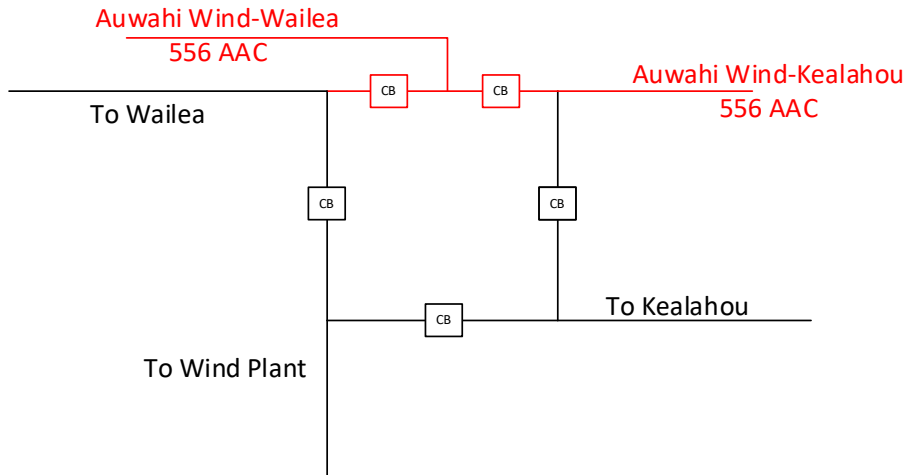 Auwahi Wind-Wailea
556 AAC
CB
CB
Auwahi Wind-Kealahou
556 AAC
To Wailea
CB
CB
To Kealahou
CB
To Wind Plant